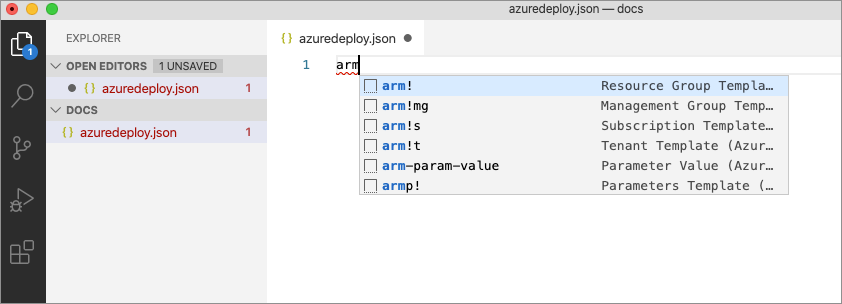 azuredeploy.json — docs
EXPLORER
OPEN EDITORS 1 UNSAVED
azuredeploy.json 1
DOCS
azuredeploy.json 1
1
azuredeploy.json
1 arm
arm! Resource Group Templa…
arm!mg Management Group Temp…
arm!s Subscription Template…
arm!t Tenant Template (Azur…
arm-param-value Parameter Value (Azur…
armp! Parameters Template (…